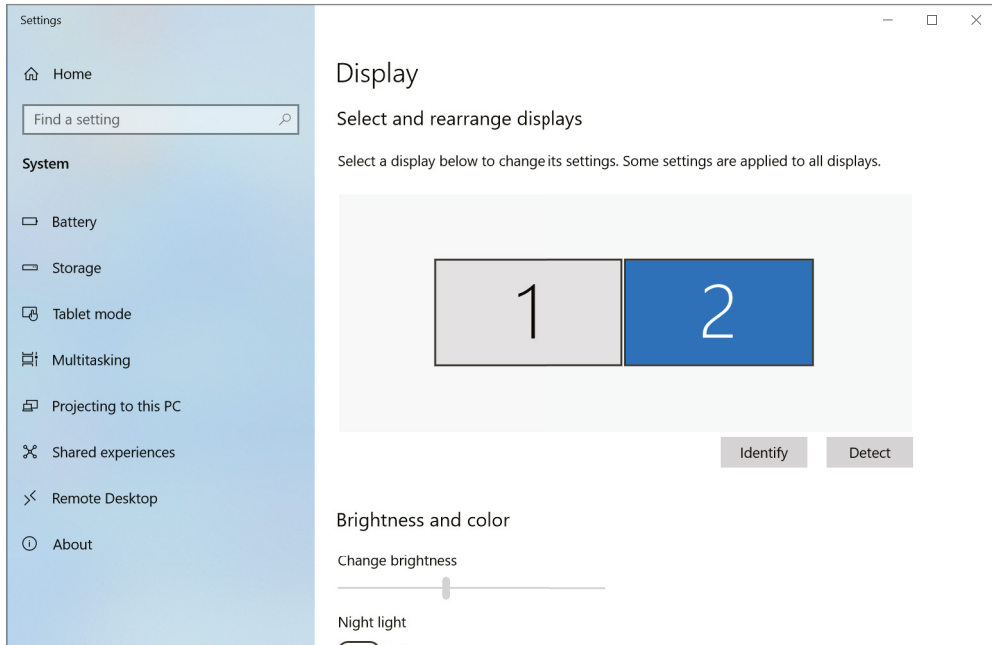 Settings
Home
Find a setting
System
Battery
Storage
Tablet mode
Multitasking
Projecting to this PC
Shared experiences
Remote Desktop
About
Display
Select and rearrange displays
Select a display below to change its settings. Some settings are applied to all displays.
1 2
Identify Detect
Brightness and color
Change brightness
Night light